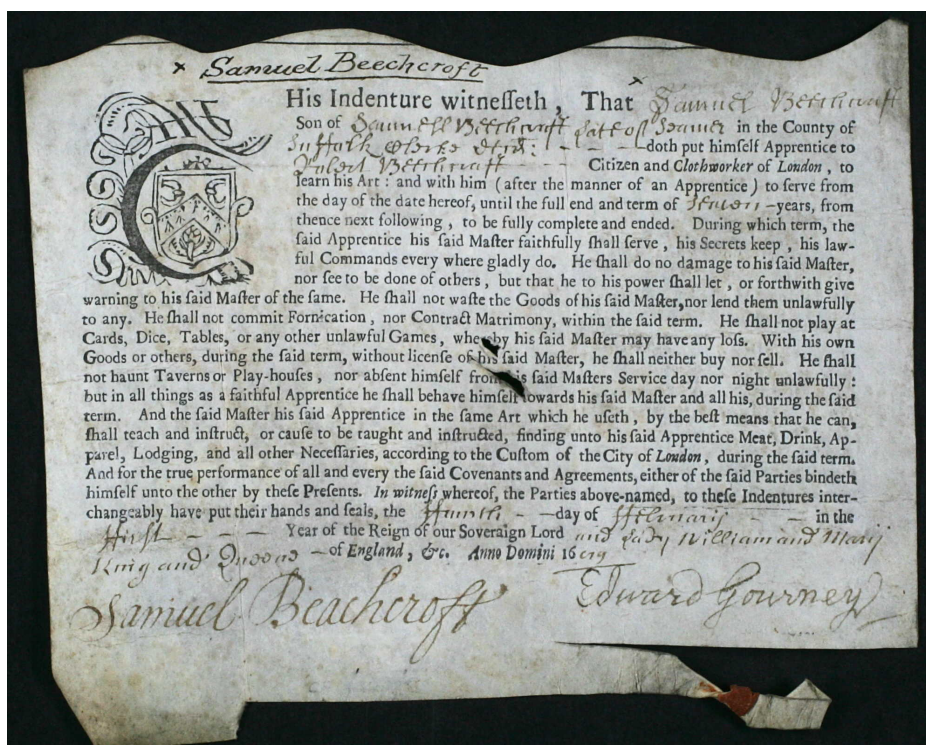 x Samuel Beechcroft
THis Indenture witneſſeth, That Samuel Beechcraft
Son of Samuell Beechcroft late of Seamer in the County of
Suffolk Clerke decd: - - - doth put himself Apprentice to
Robert Beechcraft Citizen and Clothworker of London, to
learn his Art: and with him (after the manner of an Apprentice) to ſerve from
the day of the date hereof, until the full end and term of Seaven - years, from
thence next following, to be fully complete and ended. During which term, the
ſaid Apprentice his ſaid Maſter faithfully ſhall ſerve, his Secrets keep, his law-
ful Commands every where gladly do. He ſhall do no damage to his ſaid Maſter,
nor ſee to be done of others, but that he to his power ſhall let, or forthwith give
warning to his ſaid Maſter of the ſame. He ſhall not waſte the Goods of his ſaid Maſter, nor lend them unlawfully
to any. He ſhall not commit Fornication, nor Contract Matrimony, within the ſaid term. He ſhall not play at
Cards, Dice, Tables, or any other unlawful Games, whereby his ſaid Maſter may have any loſs. With his own
Goods or others, during the ſaid term, without license of his ſaid Maſter, he ſhall neither buy nor ſell. He ſhall
not haunt Taverns or Play-houſes, nor absent himself from his ſaid Maſters Service day nor night unlawfully:
but in all things as a faithful Apprentice he ſhall behave himself towards his ſaid Maſter and all his, during the ſaid
term. And the ſaid Maſter his ſaid Apprentice in the ſame Art which he uſeth, by the beſt means that he can,
ſhall teach and inſtruct, or cauſe to be taught and inſtructed, finding unto his ſaid Apprentice Meat, Drink, Ap-
parel, Lodging, and all other Neceſſaries, according to the Cuſtom of the City of London, during the ſaid term.
And for the true performance of all and every the ſaid Covenants and Agreements, either of the ſaid Parties bindeth
himſelf unto the other by theſe Presents. In witneſs whereof, the Parties above-named, to theſe Indentures inter-
changeably have put their hands and ſeals, the - - day of - - in the
First - - - Year of the Reign of our Soveraign Lord and Lady William and Mary
King and Queene - of England, &c. Anno Domini 16
Samuel Beachcroft Edward Gourney